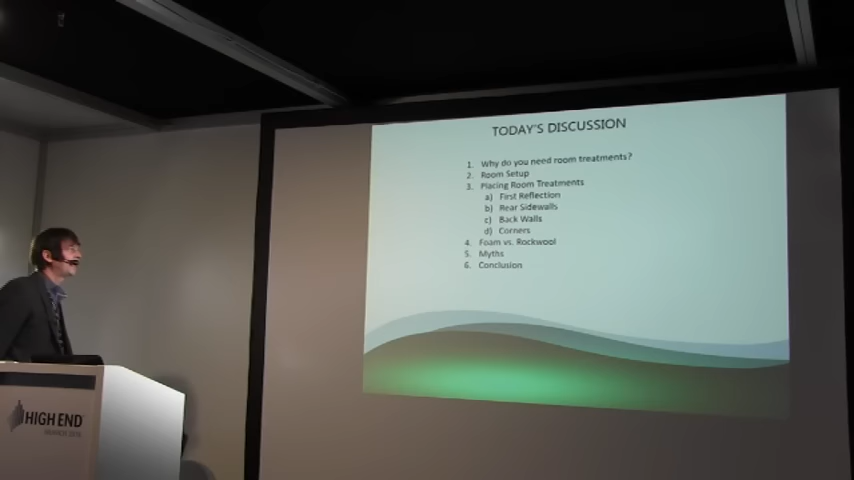 TODAY'S DISCUSSION
1. Why do you need room treatments?
2. Room Setup
3. Placing Room Treatments
a) First Reflection
b) Rear Sidewalls
c) Back Walls
d) Corners
4. Foam vs. Rockwool
5. Myths
6. Conclusion
HIGH END